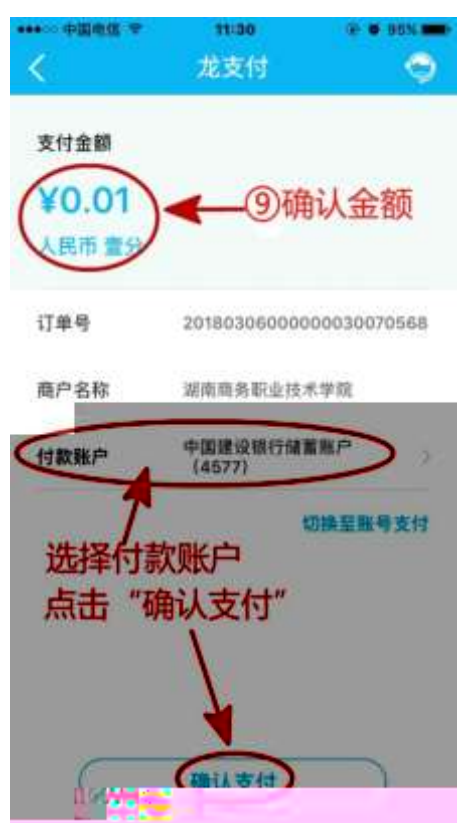 中国电信 11:30 95%
龙支付
支付金额
¥0.01
⑨确认金额
人民币 壹分
订单号 20180306000000030070568
商户名称 湖南商务职业技术学院
付款账户 中国建设银行储蓄账户
(4577)
切换至账号支付
选择付款账户
点击“确认支付”
确认支付